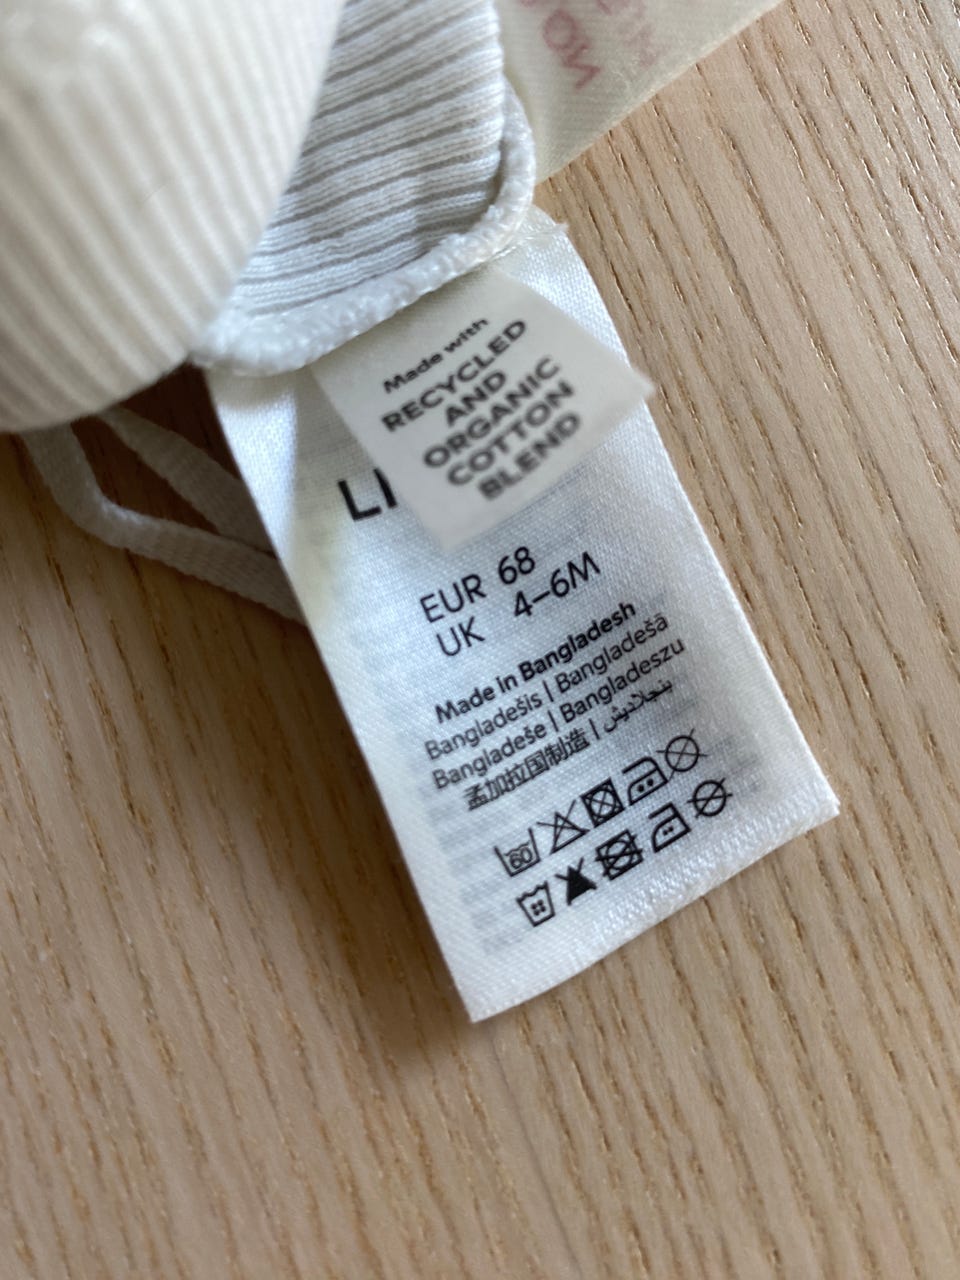 Made with
RECYCLED
AND
ORGANIC
COTTON
BLEND
EUR 68
UK 4–6M
Made in Bangladesh
Bangladešis | Bangladešā
Bangladeše | Bangladeszu
孟加拉国制造 | بنجلاديش
60